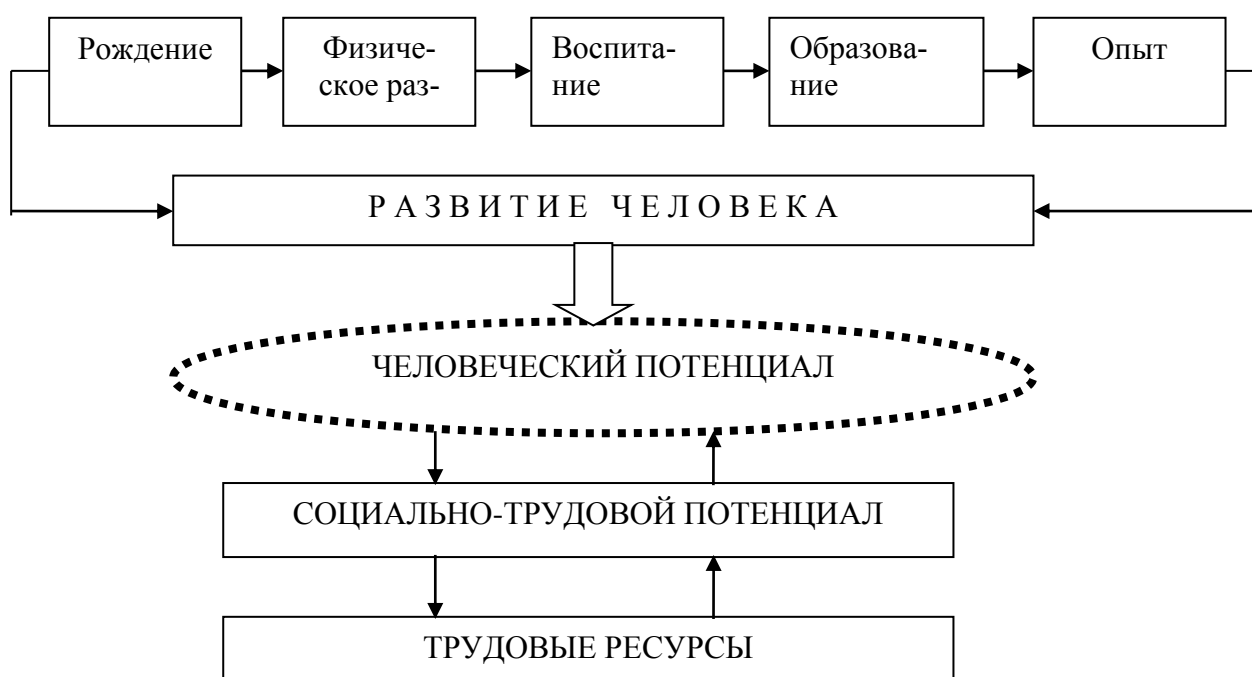 Рождение
Физиче-
ское раз-
Воспита-
ние
Образова-
ние
Опыт
РАЗВИТИЕ ЧЕЛОВЕКА
ЧЕЛОВЕЧЕСКИЙ ПОТЕНЦИАЛ
СОЦИАЛЬНО-ТРУДОВОЙ ПОТЕНЦИАЛ
ТРУДОВЫЕ РЕСУРСЫ